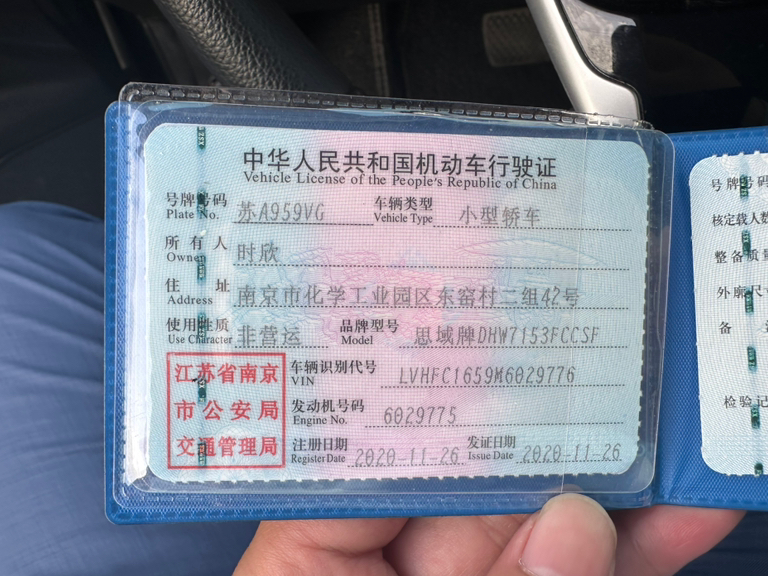 中华人民共和国机动车行驶证
Vehicle License of the People's Republic of China
号牌号码 苏A959VG 车辆类型 小型轿车
Plate No. Vehicle Type
所有人 时欣
Owner
住址 南京市化学工业园区东窑村二组42号
Address
使用性质 非营运 品牌型号 思域牌DHW7153FCCSF
Use Character Model
江苏省南京
市公安局
交通管理局
车辆识别代号 LVHFC1659M6029776
VIN
发动机号码 6029775
Engine No.
注册日期 2020-11-26 发证日期 2020-11-26
Register Date Issue Date
号牌号码
核定载人数
整备质量
外廓尺寸
备
检验记